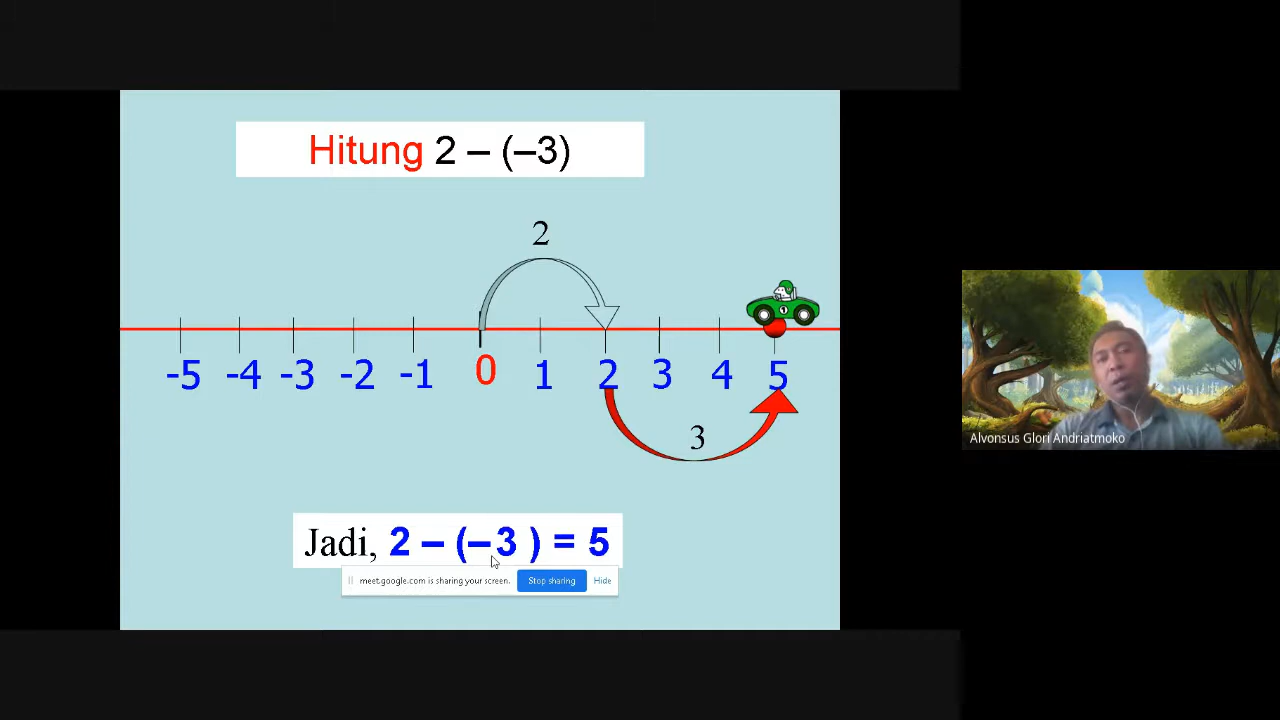 Hitung 2 – (–3)
2
-5 -4 -3 -2 -1 0 1 2 3 4 5
3
Jadi, 2 – (–3 ) = 5
meet.google.com is sharing your screen. Stop sharing Hide
1
Alvonsus Glori Andriatmoko